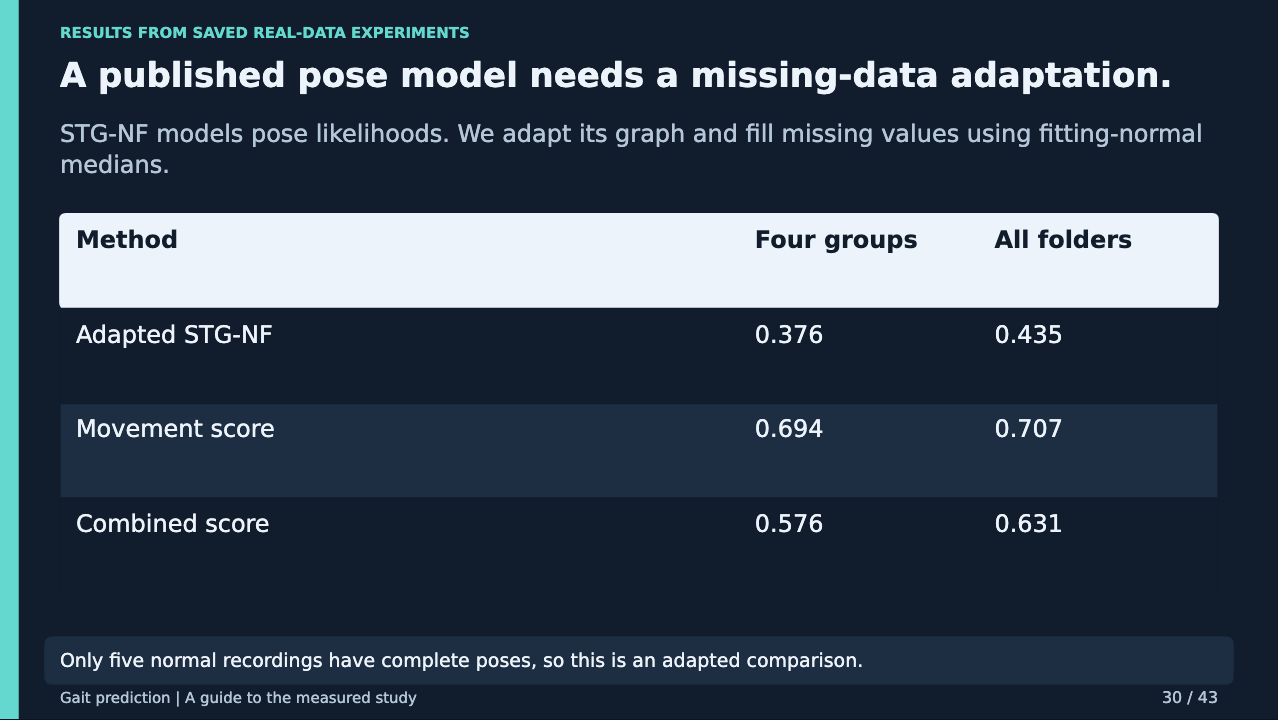 RESULTS FROM SAVED REAL-DATA EXPERIMENTS
A published pose model needs a missing-data adaptation.
STG-NF models pose likelihoods. We adapt its graph and fill missing values using fitting-normal
medians.
Method Four groups All folders
Adapted STG-NF 0.376 0.435
Movement score 0.694 0.707
Combined score 0.576 0.631
Only five normal recordings have complete poses, so this is an adapted comparison.
Gait prediction | A guide to the measured study 30 / 43